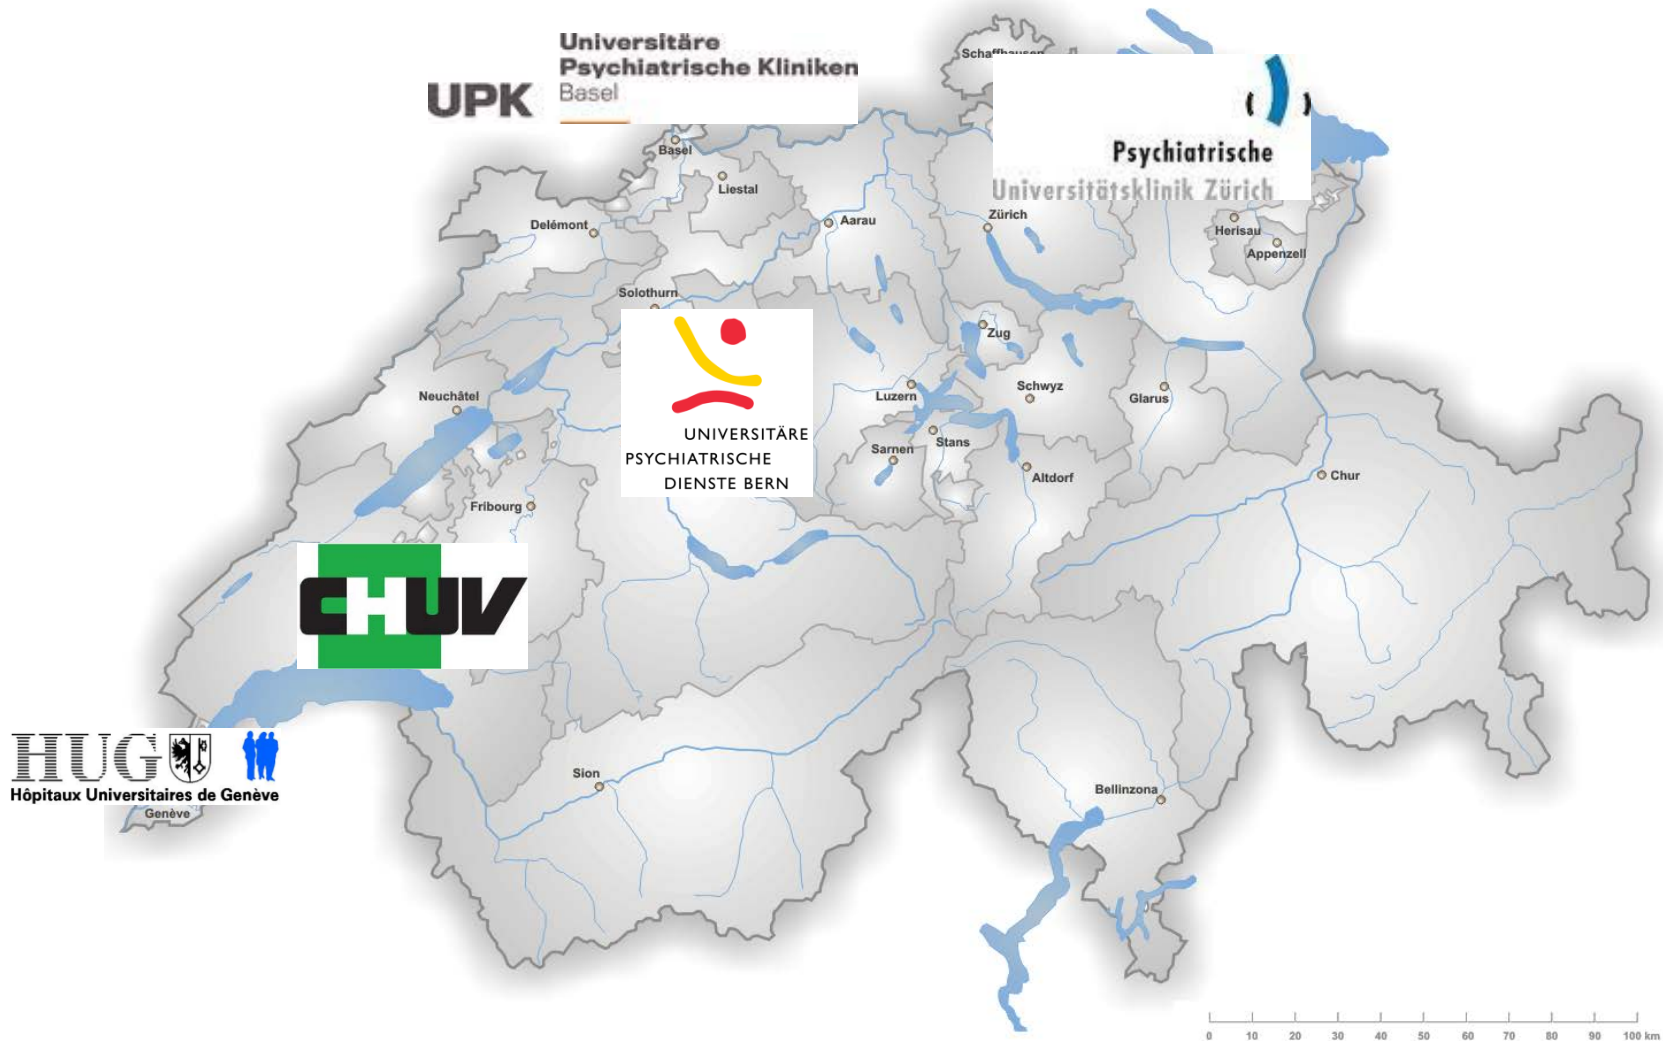 Universitäre
Psychiatrische Kliniken
Basel
UPK
Schaffhausen
Psychiatrische
Universitätsklinik Zürich
Basel
Liestal
Delémont
Aarau
Zürich
Herisau
Appenzell
Solothurn
Zug
UNIVERSITÄRE
PSYCHIATRISCHE
DIENSTE BERN
Neuchâtel
Luzern
Schwyz
Glarus
Stans
Sarnen
Altdorf
Chur
Fribourg
CHUV
HUG
Hôpitaux Universitaires de Genève
Genève
Sion
Bellinzona
0 10 20 30 40 50 60 70 80 90 100 km